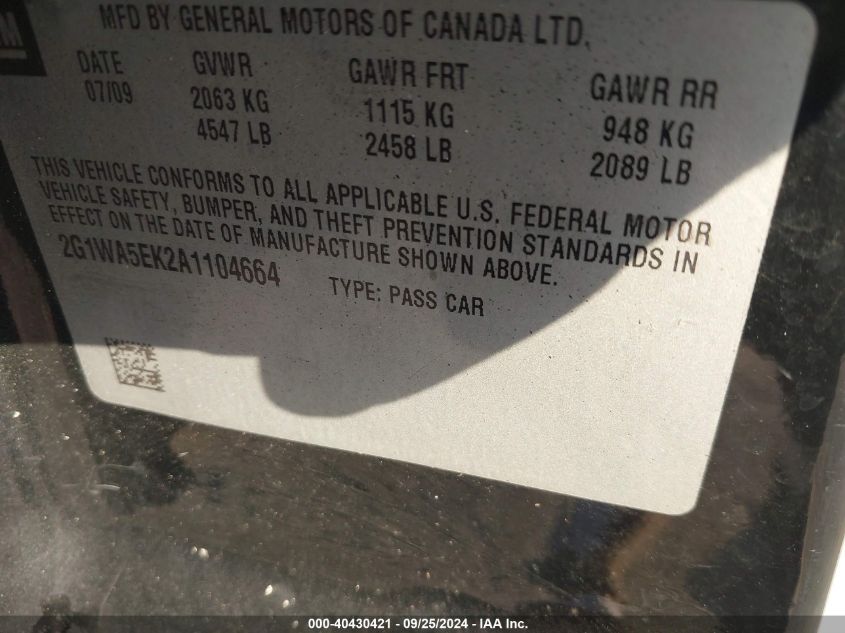 GM
MFD BY GENERAL MOTORS OF CANADA LTD.
DATE GVWR GAWR FRT GAWR RR
07/09 2063 KG 1115 KG 948 KG
4547 LB 2458 LB 2089 LB
THIS VEHICLE CONFORMS TO ALL APPLICABLE U.S. FEDERAL MOTOR
VEHICLE SAFETY, BUMPER, AND THEFT PREVENTION STANDARDS IN
EFFECT ON THE DATE OF MANUFACTURE SHOWN ABOVE.
2G1WA5EK2A1104664 TYPE: PASS CAR
000-40430421 - 09/25/2024 - IAA Inc.